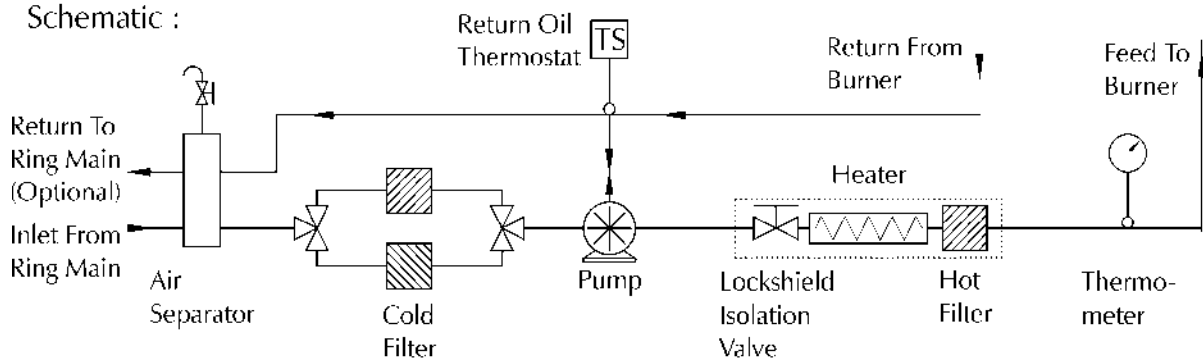 Schematic :
Return Oil
Thermostat
TS
Return From
Burner
Feed To
Burner
Return To
Ring Main
(Optional)
Inlet From
Ring Main
Air
Separator
Cold
Filter
Pump
Heater
Lockshield
Isolation
Valve
Hot
Filter
Thermo-
meter